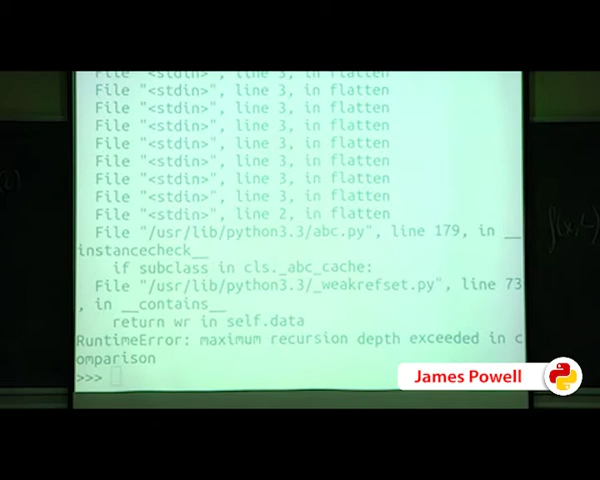 File "<stdin>", line 3, in flatten
File "<stdin>", line 3, in flatten
File "<stdin>", line 3, in flatten
File "<stdin>", line 3, in flatten
File "<stdin>", line 3, in flatten
File "<stdin>", line 3, in flatten
File "<stdin>", line 3, in flatten
File "<stdin>", line 3, in flatten
File "<stdin>", line 2, in flatten
File "/usr/lib/python3.3/abc.py", line 179, in __
instancecheck__
if subclass in cls._abc_cache:
File "/usr/lib/python3.3/_weakrefset.py", line 73
, in __contains__
return wr in self.data
RuntimeError: maximum recursion depth exceeded in c
omparison
>>>
James Powell